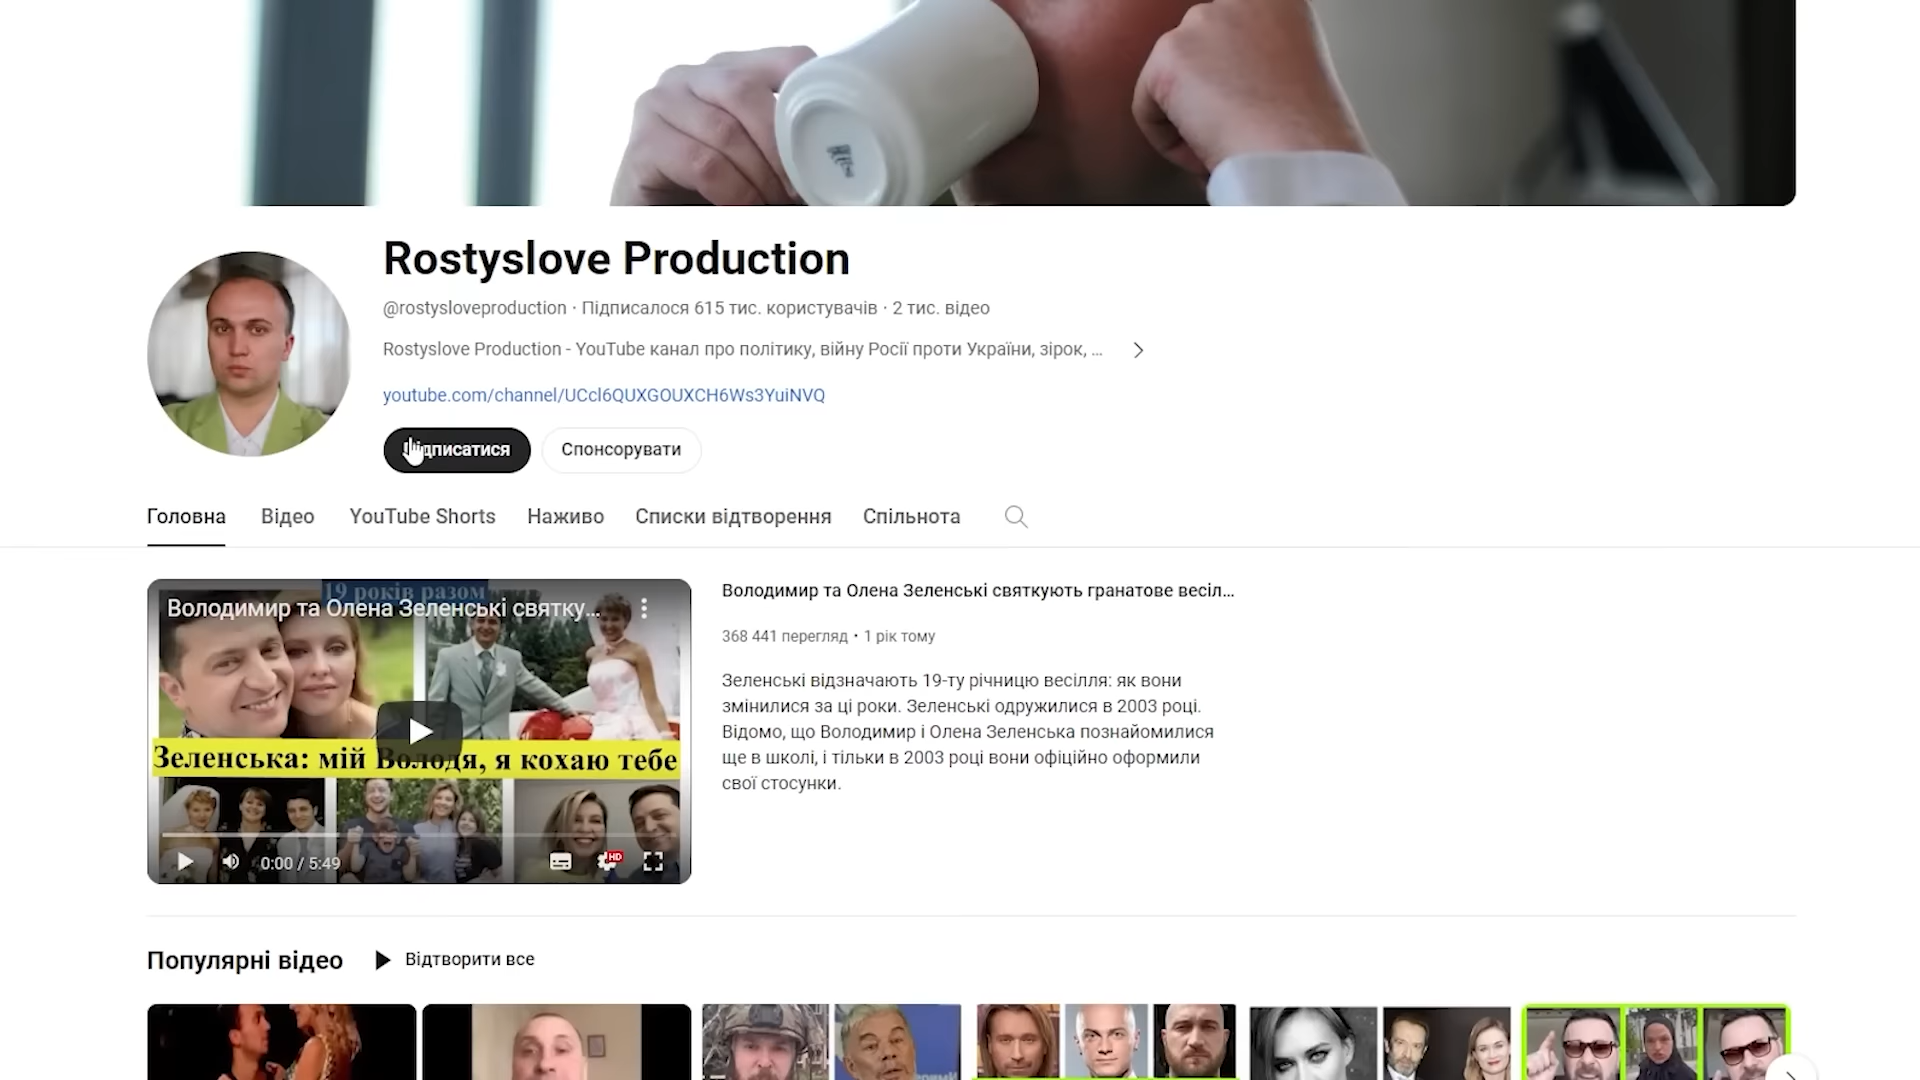 Rostyslove Production
@rostysloveproduction · Підписалося 615 тис. користувачів · 2 тис. відео
Rostyslove Production - YouTube канал про політику, війну Росії проти України, зірок, ...
youtube.com/channel/UCcl6QUXGOUXCH6Ws3YuiNVQ
Підписатися
Спонсорувати
Головна
Відео
YouTube Shorts
Наживо
Списки відтворення
Спільнота
19 років разом
Володимир та Олена Зеленські святку...
Зеленська: мій Володя, я кохаю тебе
0:00 / 5:49
HD
Володимир та Олена Зеленські святкують гранатове весіл...
368 441 перегляд • 1 рік тому
Зеленські відзначають 19-ту річницю весілля: як вони
змінилися за ці роки. Зеленські одружилися в 2003 році.
Відомо, що Володимир і Олена Зеленська познайомилися
ще в школі, і тільки в 2003 році вони офіційно оформили
свої стосунки.
Популярні відео
Відтворити все